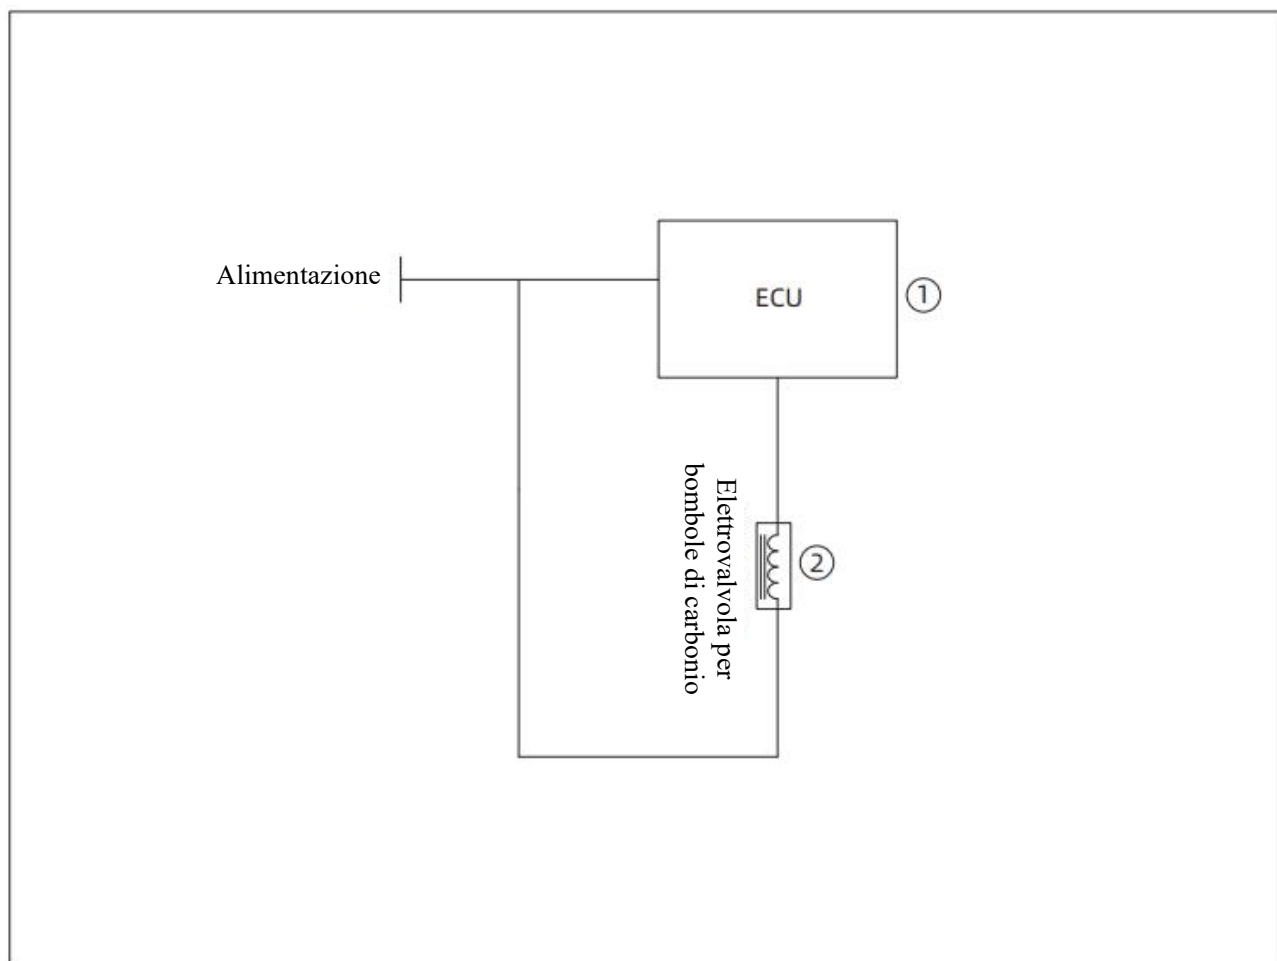 Alimentazione
ECU
1
Elettrovalvola per
bombole di carbonio
2